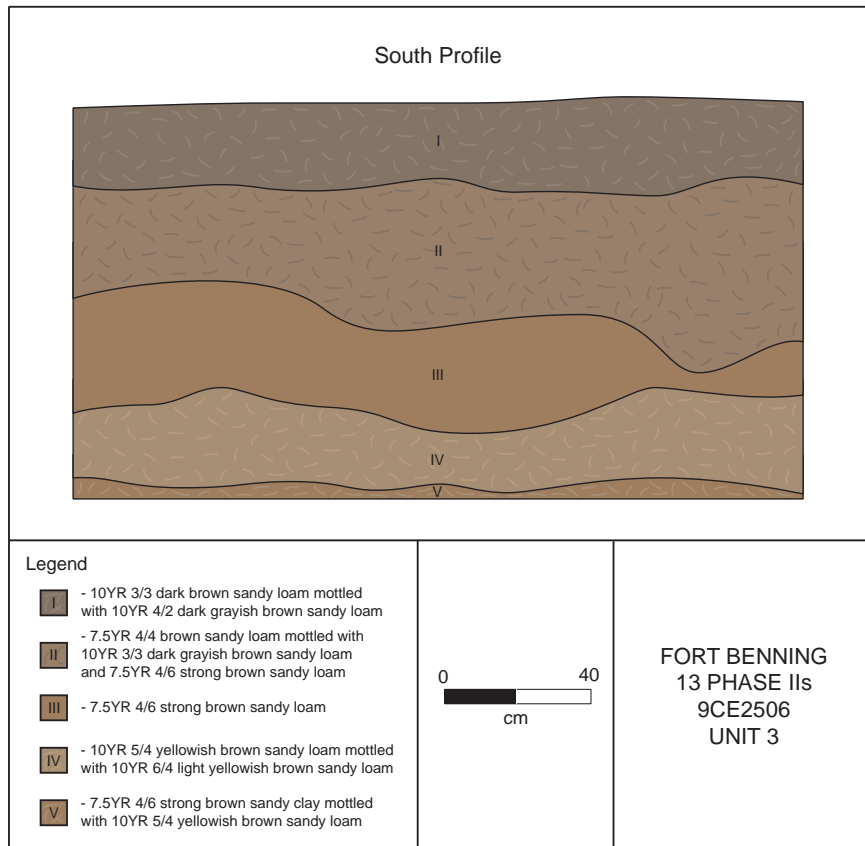 South Profile
I
II
III
IV
V
Legend
I
- 10YR 3/3 dark brown sandy loam mottled
with 10YR 4/2 dark grayish brown sandy loam
II
- 7.5YR 4/4 brown sandy loam mottled with
10YR 3/3 dark grayish brown sandy loam
and 7.5YR 4/6 strong brown sandy loam
III
- 7.5YR 4/6 strong brown sandy loam
IV
- 10YR 5/4 yellowish brown sandy loam mottled
with 10YR 6/4 light yellowish brown sandy loam
V
- 7.5YR 4/6 strong brown sandy clay mottled
with 10YR 5/4 yellowish brown sandy loam
0 40
cm
FORT BENNING
13 PHASE IIs
9CE2506
UNIT 3